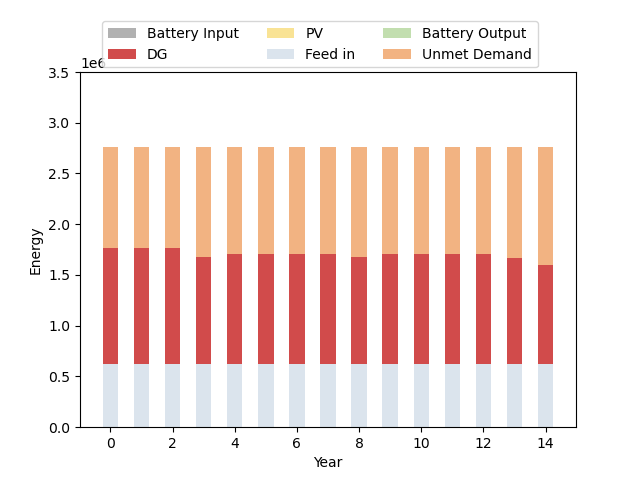 Battery Input PV Battery Output
DG Feed in Unmet Demand
1e6
3.5
3.0
2.5
2.0
1.5
1.0
0.5
0.0
Energy
0 2 4 6 8 10 12 14
Year